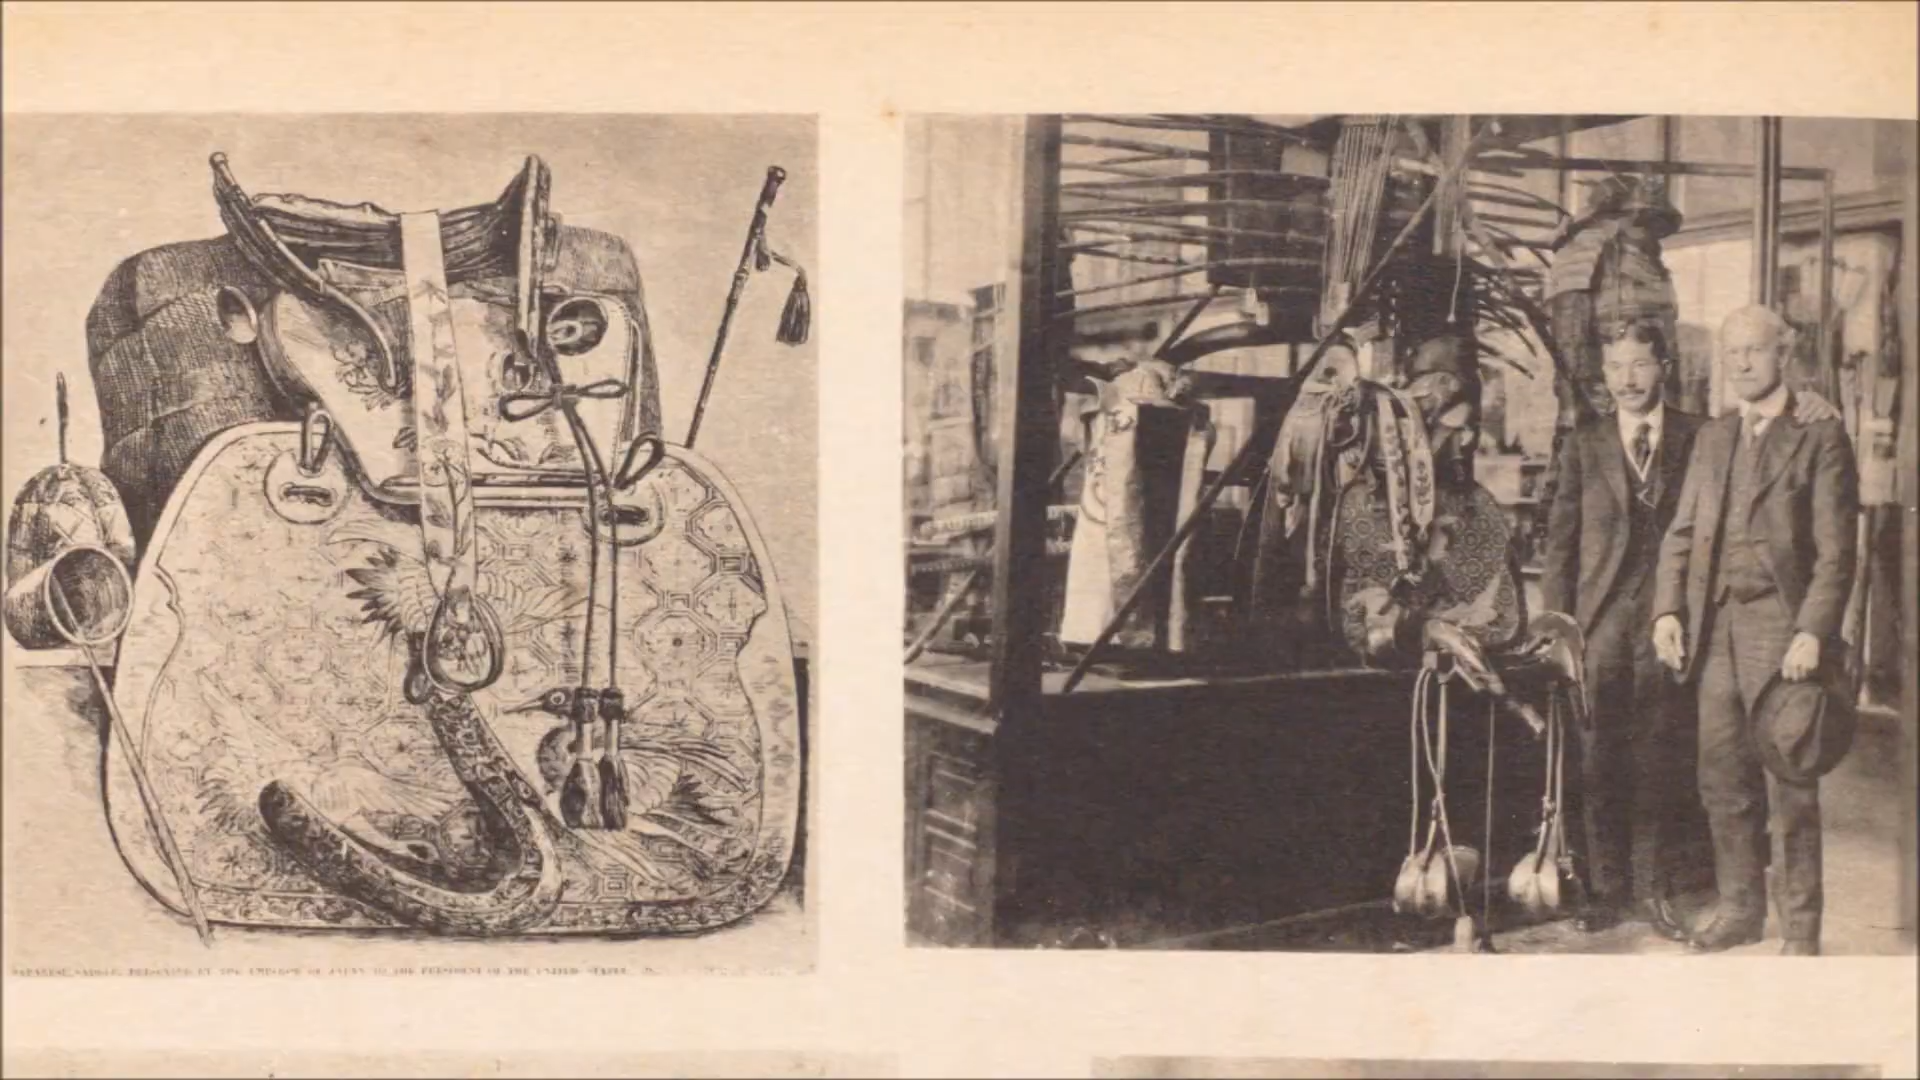 JAPANESE SADDLE, PRESENTED BY THE EMPEROR OF JAPAN TO THE PRESIDENT OF THE UNITED STATES.